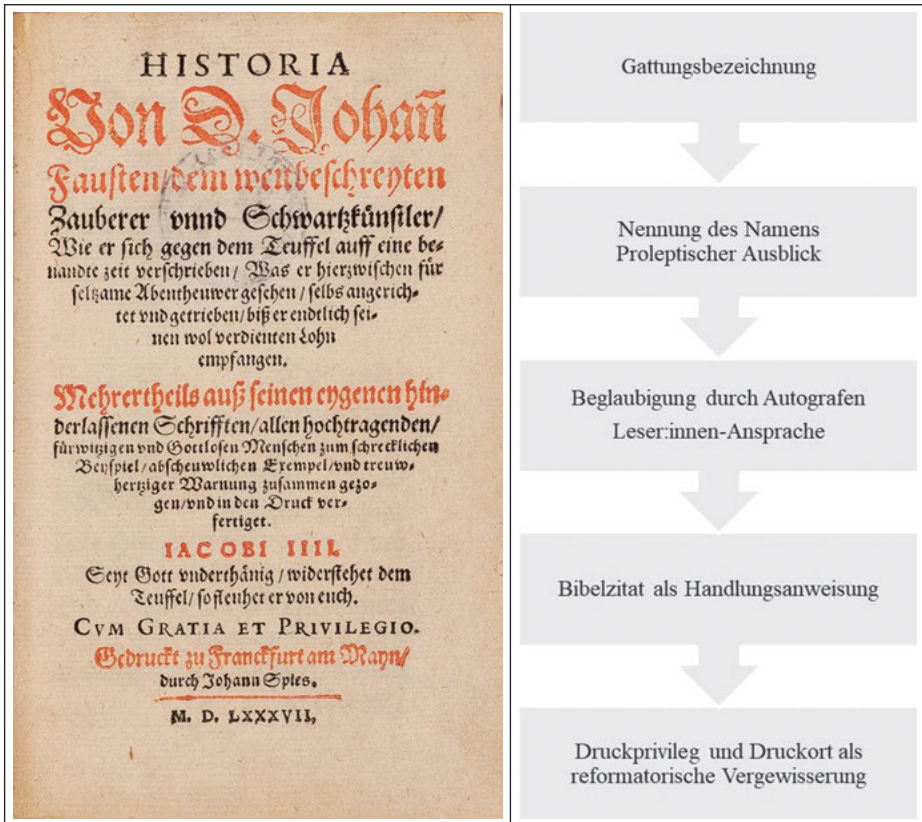 HISTORIA
Von D. Johañ
Fausten/dem weitbeschreyten
Zauberer vnnd Schwartzkünstler/
Wie er sich gegen dem Teuffel auff eine be-
nandte zeit verschrieben/ Was er hierzwischen für
seltzame Abentheuwer gesehen/ selbs angerich-
tet vnd getrieben/ biß er endtlich sei-
nen wol verdienten Lohn
empfangen.
Mehrertheils auß seinen eygenen hin-
derlassenen Schrifften/allen hochtragenden/
fürwitzigen vnd Gottlosen Menschen zum schrecklichen
Beyspiel/abscheuwlichen Exempel/vnd treuw-
hertziger Warnung zusammen gezo-
gen/vnd in den Druck ver-
fertiget.
IACOBI IIII.
Seyt Gott vnderthänig/ widerstehet dem
Teuffel/ so fleuhet er von euch.
CVM GRATIA ET PRIVILEGIO.
Gedruckt zu Franckfurt am Mayn/
durch Johann Spies.
M. D. LXXXVII.
Gattungsbezeichnung
Nennung des Namens
Proleptischer Ausblick
Beglaubigung durch Autografen
Leser:innen-Ansprache
Bibelzitat als Handlungsanweisung
Druckprivileg und Druckort als
reformatorische Vergewisserung